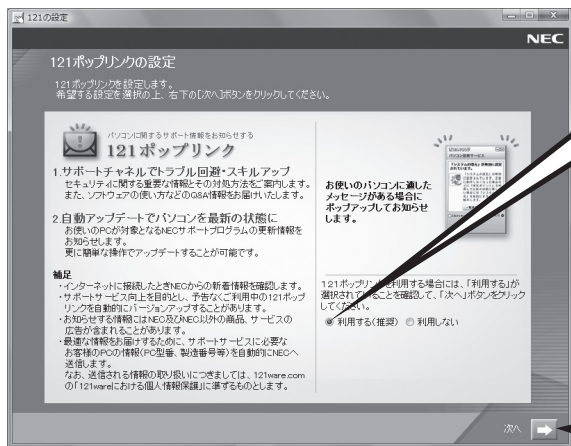 121の設定
NEC
121ポップリンクの設定
121ポップリンクを設定します。
希望する設定を選択の上、右下の[次へ]ボタンをクリックしてください。
パソコンに関するサポート情報をお知らせする
121ポップリンク
1.サポートチャネルでトラブル回避・スキルアップ
セキュリティに関する重要な情報とその対処方法をご案内します。
また、ソフトウェアの使い方などのQ&A情報をお届けいたします。
2.自動アップデートでパソコンを最新の状態に
お使いのPCが対象となるNECサポートプログラムの更新情報を
お知らせします。
更に簡単な操作でアップデートすることが可能です。
補足
・インターネットに接続したときNECからの新着情報を確認します。
・サポートサービス向上を目的とし、予告なくご利用中の121ポップ
リンクを自動的にバージョンアップすることがあります。
・お知らせする情報にはNEC及びNEC以外の商品、サービスの
広告が含まれることがあります。
・最適な情報をお届けするために、サポートサービスに必要な
お客様のPCの情報(PC型番、製造番号等)を自動的にNECへ
送信します。
なお、送信される情報の取り扱いにつきましては、121ware.com
の「121wareにおける個人情報保護」に準ずるものとします。
お使いのパソコンに適した
メッセージがある場合に
ポップアップしてお知らせ
します。
121ポップリンクを利用する場合には、「利用する」が
選択されていることを確認して、「次へ」ボタンをクリック
してください。
利用する(推奨) 利用しない
次へ